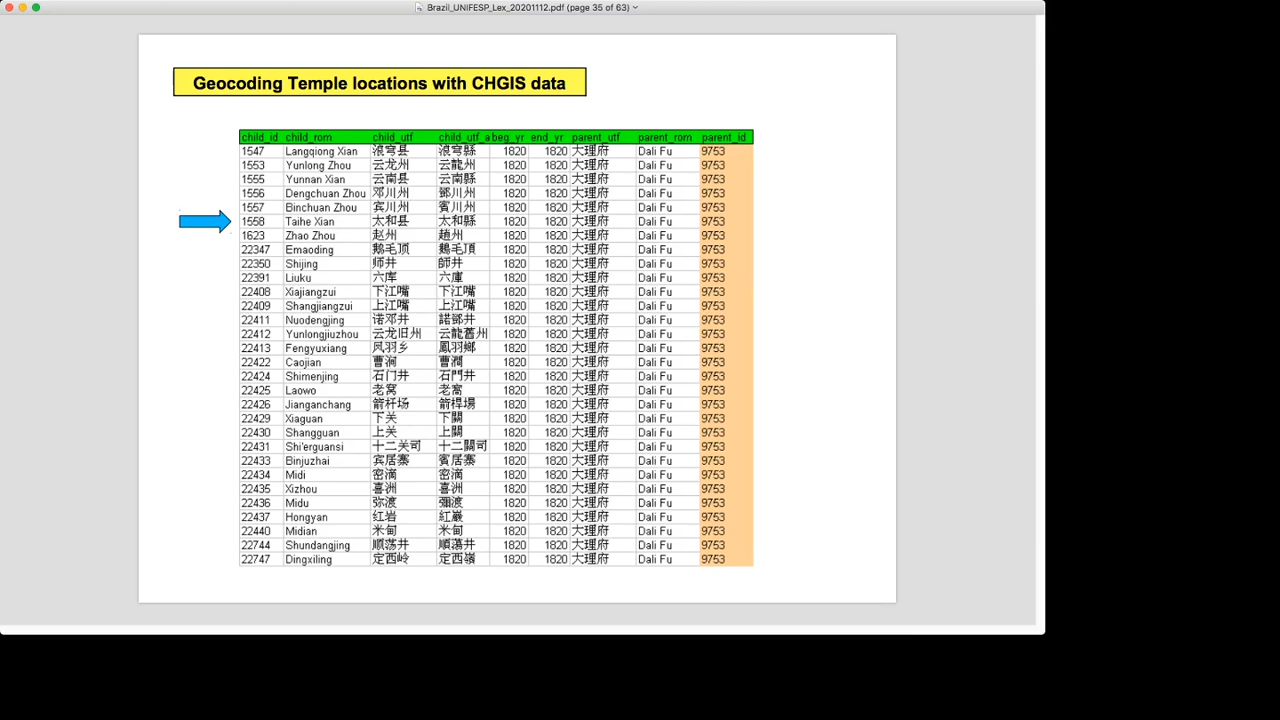 Brazil_UNIFESP_Lex_20201112.pdf (page 35 of 63)
Geocoding Temple locations with CHGIS data
child_id child_rom child_utf child_utf_a beg_yr end_yr parent_utf parent_rom parent_id
1547 Langqiong Xian 浪穹县 浪穹縣 1820 1820 大理府 Dali Fu 9753
1553 Yunlong Zhou 云龙州 云龍州 1820 1820 大理府 Dali Fu 9753
1555 Yunnan Xian 云南县 云南縣 1820 1820 大理府 Dali Fu 9753
1556 Dengchuan Zhou 邓川州 鄧川州 1820 1820 大理府 Dali Fu 9753
1557 Binchuan Zhou 宾川州 賓川州 1820 1820 大理府 Dali Fu 9753
1558 Taihe Xian 太和县 太和縣 1820 1820 大理府 Dali Fu 9753
1623 Zhao Zhou 赵州 趙州 1820 1820 大理府 Dali Fu 9753
22347 Emaoding 鹅毛顶 鵝毛頂 1820 1820 大理府 Dali Fu 9753
22350 Shijing 师井 師井 1820 1820 大理府 Dali Fu 9753
22391 Liuku 六库 六庫 1820 1820 大理府 Dali Fu 9753
22408 Xiajiangzui 下江嘴 下江嘴 1820 1820 大理府 Dali Fu 9753
22409 Shangjiangzui 上江嘴 上江嘴 1820 1820 大理府 Dali Fu 9753
22411 Nuodengjing 诺邓井 諾鄧井 1820 1820 大理府 Dali Fu 9753
22412 Yunlongjiuzhou 云龙旧州 云龍舊州 1820 1820 大理府 Dali Fu 9753
22413 Fengyuxiang 凤羽乡 鳳羽鄉 1820 1820 大理府 Dali Fu 9753
22422 Caojian 曹涧 曹澗 1820 1820 大理府 Dali Fu 9753
22424 Shimenjing 石门井 石門井 1820 1820 大理府 Dali Fu 9753
22425 Laowo 老窝 老窩 1820 1820 大理府 Dali Fu 9753
22426 Jianganchang 箭杆场 箭桿場 1820 1820 大理府 Dali Fu 9753
22429 Xiaguan 下关 下關 1820 1820 大理府 Dali Fu 9753
22430 Shangguan 上关 上關 1820 1820 大理府 Dali Fu 9753
22431 Shi'erguansi 十二关司 十二關司 1820 1820 大理府 Dali Fu 9753
22433 Binjuzhai 宾居寨 賓居寨 1820 1820 大理府 Dali Fu 9753
22434 Midi 密滴 密滴 1820 1820 大理府 Dali Fu 9753
22435 Xizhou 喜洲 喜洲 1820 1820 大理府 Dali Fu 9753
22436 Midu 弥渡 彌渡 1820 1820 大理府 Dali Fu 9753
22437 Hongyan 红岩 紅巖 1820 1820 大理府 Dali Fu 9753
22440 Midian 米甸 米甸 1820 1820 大理府 Dali Fu 9753
22744 Shundangjing 顺荡井 順蕩井 1820 1820 大理府 Dali Fu 9753
22747 Dingxiling 定西岭 定西嶺 1820 1820 大理府 Dali Fu 9753